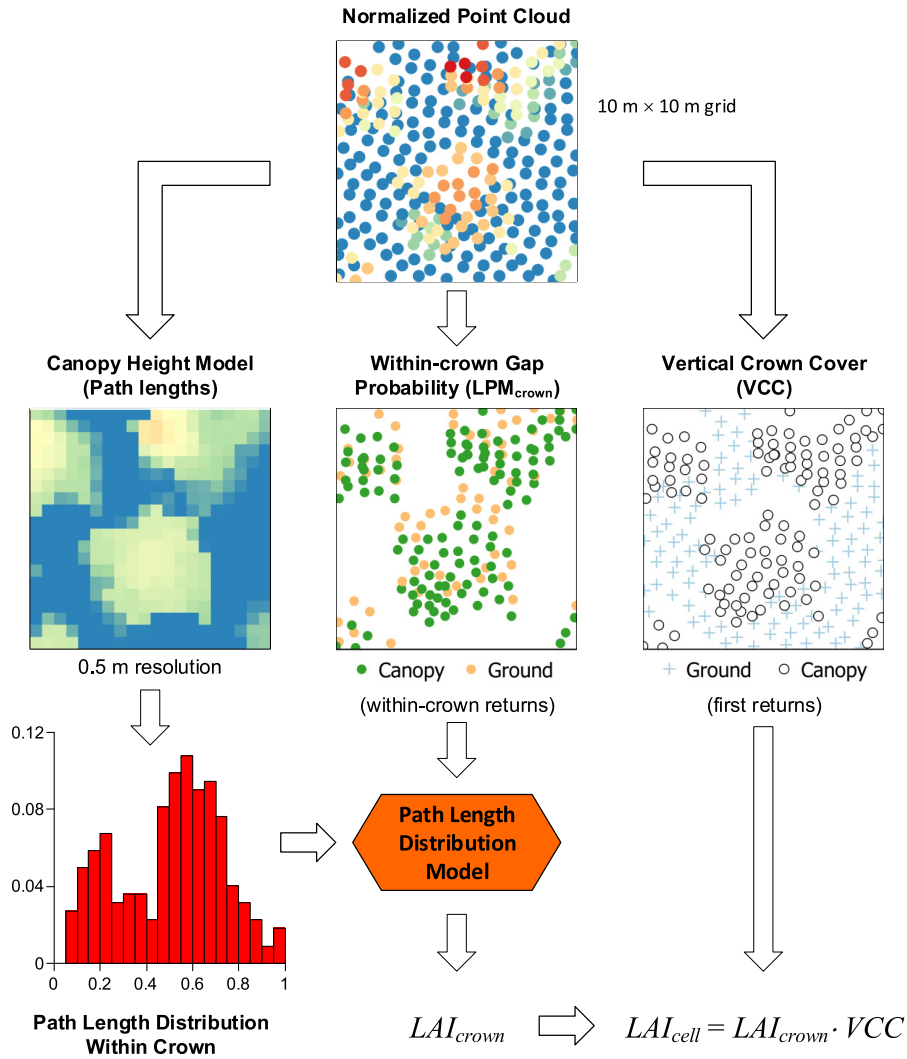 Normalized Point Cloud
10 m × 10 m grid
Canopy Height Model
(Path lengths)
Within-crown Gap
Probability (LPMcrown)
Vertical Crown Cover
(VCC)
0.5 m resolution
Canopy Ground
(within-crown returns)
Ground Canopy
(first returns)
0.12
0.08
0.04
0
0 0.2 0.4 0.6 0.8 1
Path Length Distribution
Within Crown
Path Length
Distribution
Model
LAIcrown
LAIcell = LAIcrown · VCC